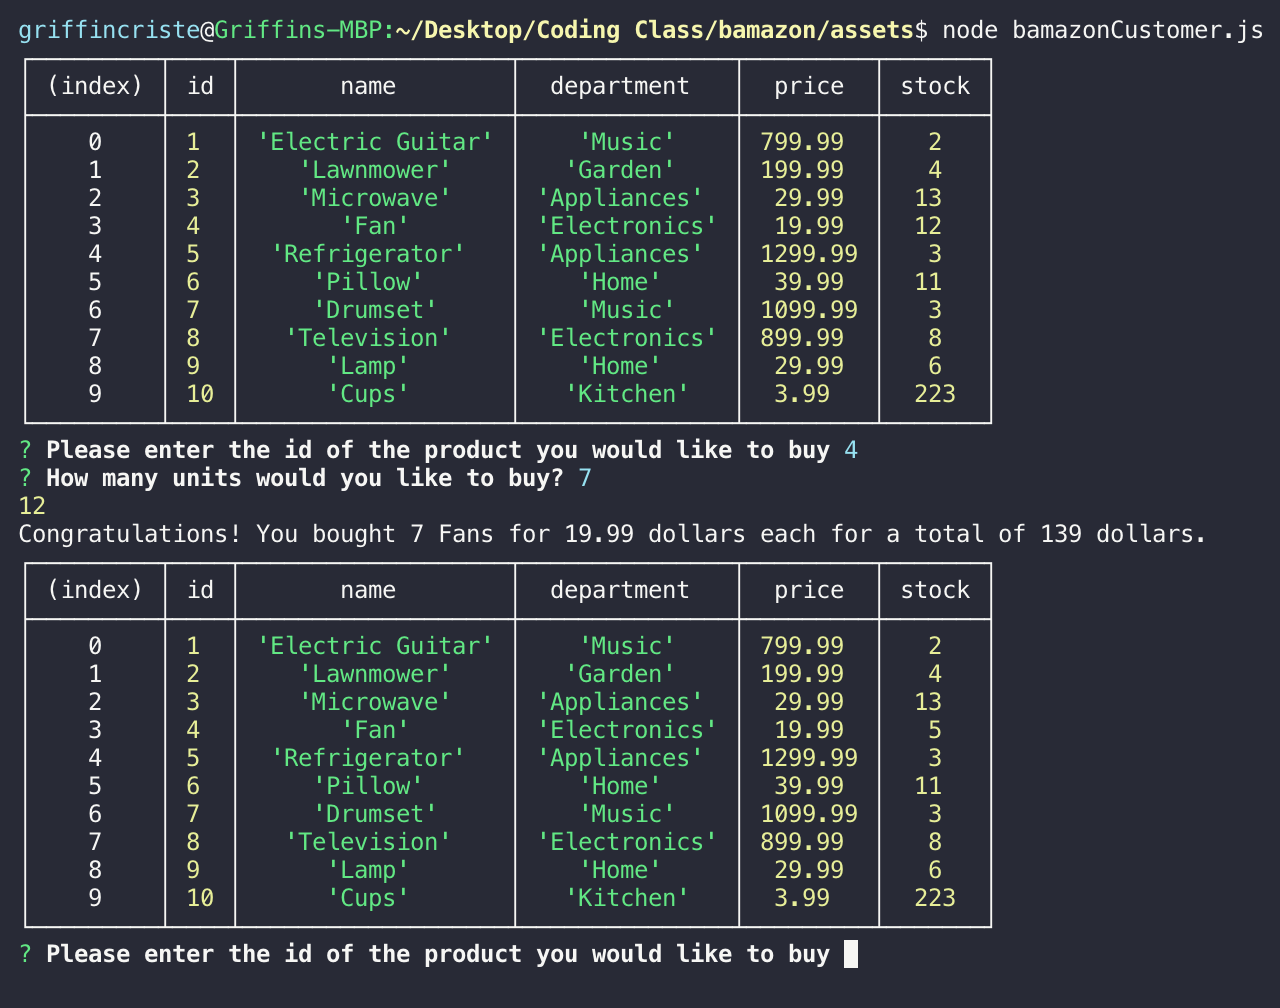 griffincriste@Griffins-MBP:~/Desktop/Coding Class/bamazon/assets$ node bamazonCustomer.js
(index) id name department price stock
0 1 'Electric Guitar' 'Music' 799.99 2
1 2 'Lawnmower' 'Garden' 199.99 4
2 3 'Microwave' 'Appliances' 29.99 13
3 4 'Fan' 'Electronics' 19.99 12
4 5 'Refrigerator' 'Appliances' 1299.99 3
5 6 'Pillow' 'Home' 39.99 11
6 7 'Drumset' 'Music' 1099.99 3
7 8 'Television' 'Electronics' 899.99 8
8 9 'Lamp' 'Home' 29.99 6
9 10 'Cups' 'Kitchen' 3.99 223
? Please enter the id of the product you would like to buy 4
? How many units would you like to buy? 7
12
Congratulations! You bought 7 Fans for 19.99 dollars each for a total of 139 dollars.
(index) id name department price stock
0 1 'Electric Guitar' 'Music' 799.99 2
1 2 'Lawnmower' 'Garden' 199.99 4
2 3 'Microwave' 'Appliances' 29.99 13
3 4 'Fan' 'Electronics' 19.99 5
4 5 'Refrigerator' 'Appliances' 1299.99 3
5 6 'Pillow' 'Home' 39.99 11
6 7 'Drumset' 'Music' 1099.99 3
7 8 'Television' 'Electronics' 899.99 8
8 9 'Lamp' 'Home' 29.99 6
9 10 'Cups' 'Kitchen' 3.99 223
? Please enter the id of the product you would like to buy